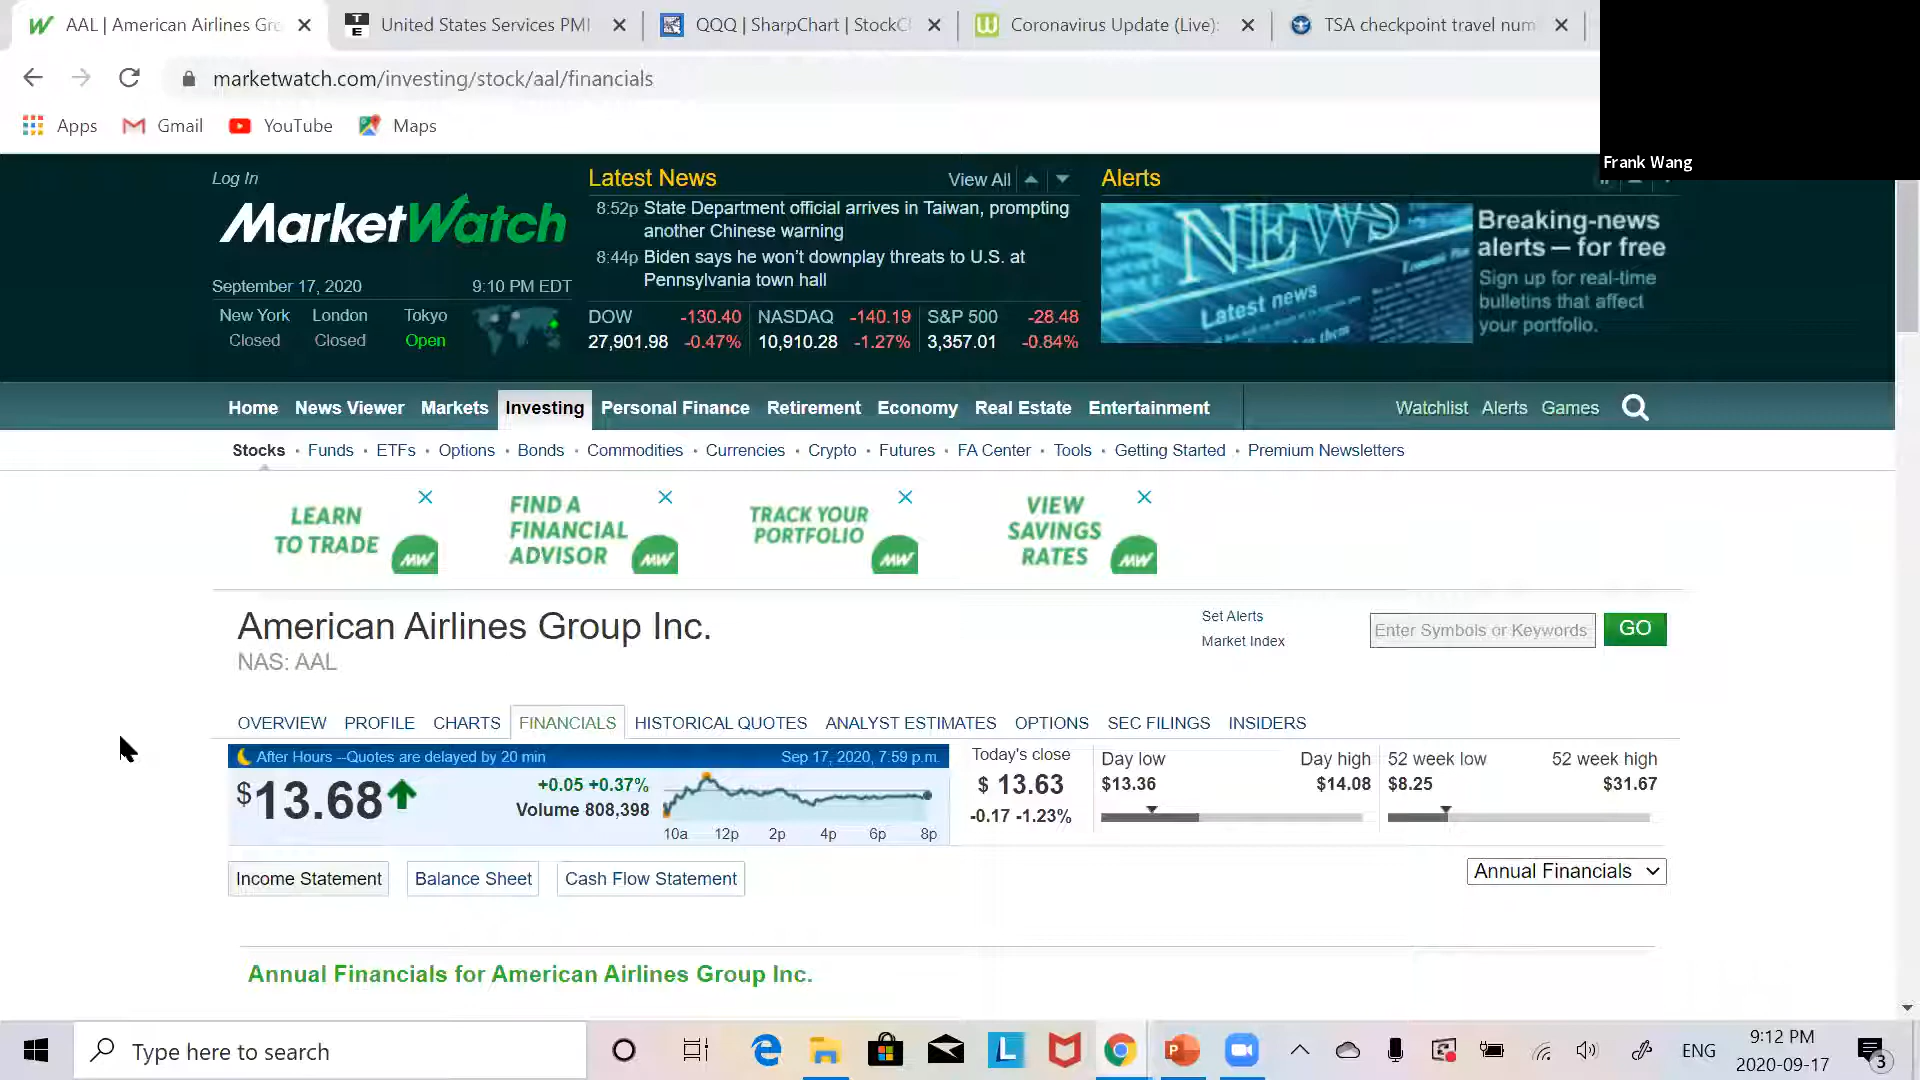 AAL | American Airlines Gro
United States Services PMI
QQQ | SharpChart | StockCh
Coronavirus Update (Live):
TSA checkpoint travel num
marketwatch.com/investing/stock/aal/financials
Apps
Gmail
YouTube
Maps
Frank Wang
Log In
MarketWatch
September 17, 2020
9:10 PM EDT
New York
London
Tokyo
Closed
Closed
Open
Latest News
View All
8:52p State Department official arrives in Taiwan, prompting
another Chinese warning
8:44p Biden says he won't downplay threats to U.S. at
Pennsylvania town hall
DOW -130.40
27,901.98 -0.47%
NASDAQ -140.19
10,910.28 -1.27%
S&P 500 -28.48
3,357.01 -0.84%
Alerts
NEWS
Latest news
Breaking-news
alerts — for free
Sign up for real-time
bulletins that affect
your portfolio.
Home News Viewer Markets Investing Personal Finance Retirement Economy Real Estate Entertainment
Watchlist Alerts Games
Stocks · Funds · ETFs · Options · Bonds · Commodities · Currencies · Crypto · Futures · FA Center · Tools · Getting Started · Premium Newsletters
LEARN
TO TRADE
MW
FIND A
FINANCIAL
ADVISOR
MW
TRACK YOUR
PORTFOLIO
MW
VIEW
SAVINGS
RATES
MW
American Airlines Group Inc.
NAS: AAL
Set Alerts
Market Index
Enter Symbols or Keywords
GO
OVERVIEW PROFILE CHARTS FINANCIALS HISTORICAL QUOTES ANALYST ESTIMATES OPTIONS SEC FILINGS INSIDERS
After Hours --Quotes are delayed by 20 min
Sep 17, 2020, 7:59 p.m.
$13.68
+0.05 +0.37%
Volume 808,398
10a 12p 2p 4p 6p 8p
Today's close
$ 13.63
-0.17 -1.23%
Day low
Day high
$13.36
$14.08
52 week low
52 week high
$8.25
$31.67
Income Statement
Balance Sheet
Cash Flow Statement
Annual Financials
Annual Financials for American Airlines Group Inc.
Type here to search
ENG
9:12 PM
2020-09-17
3